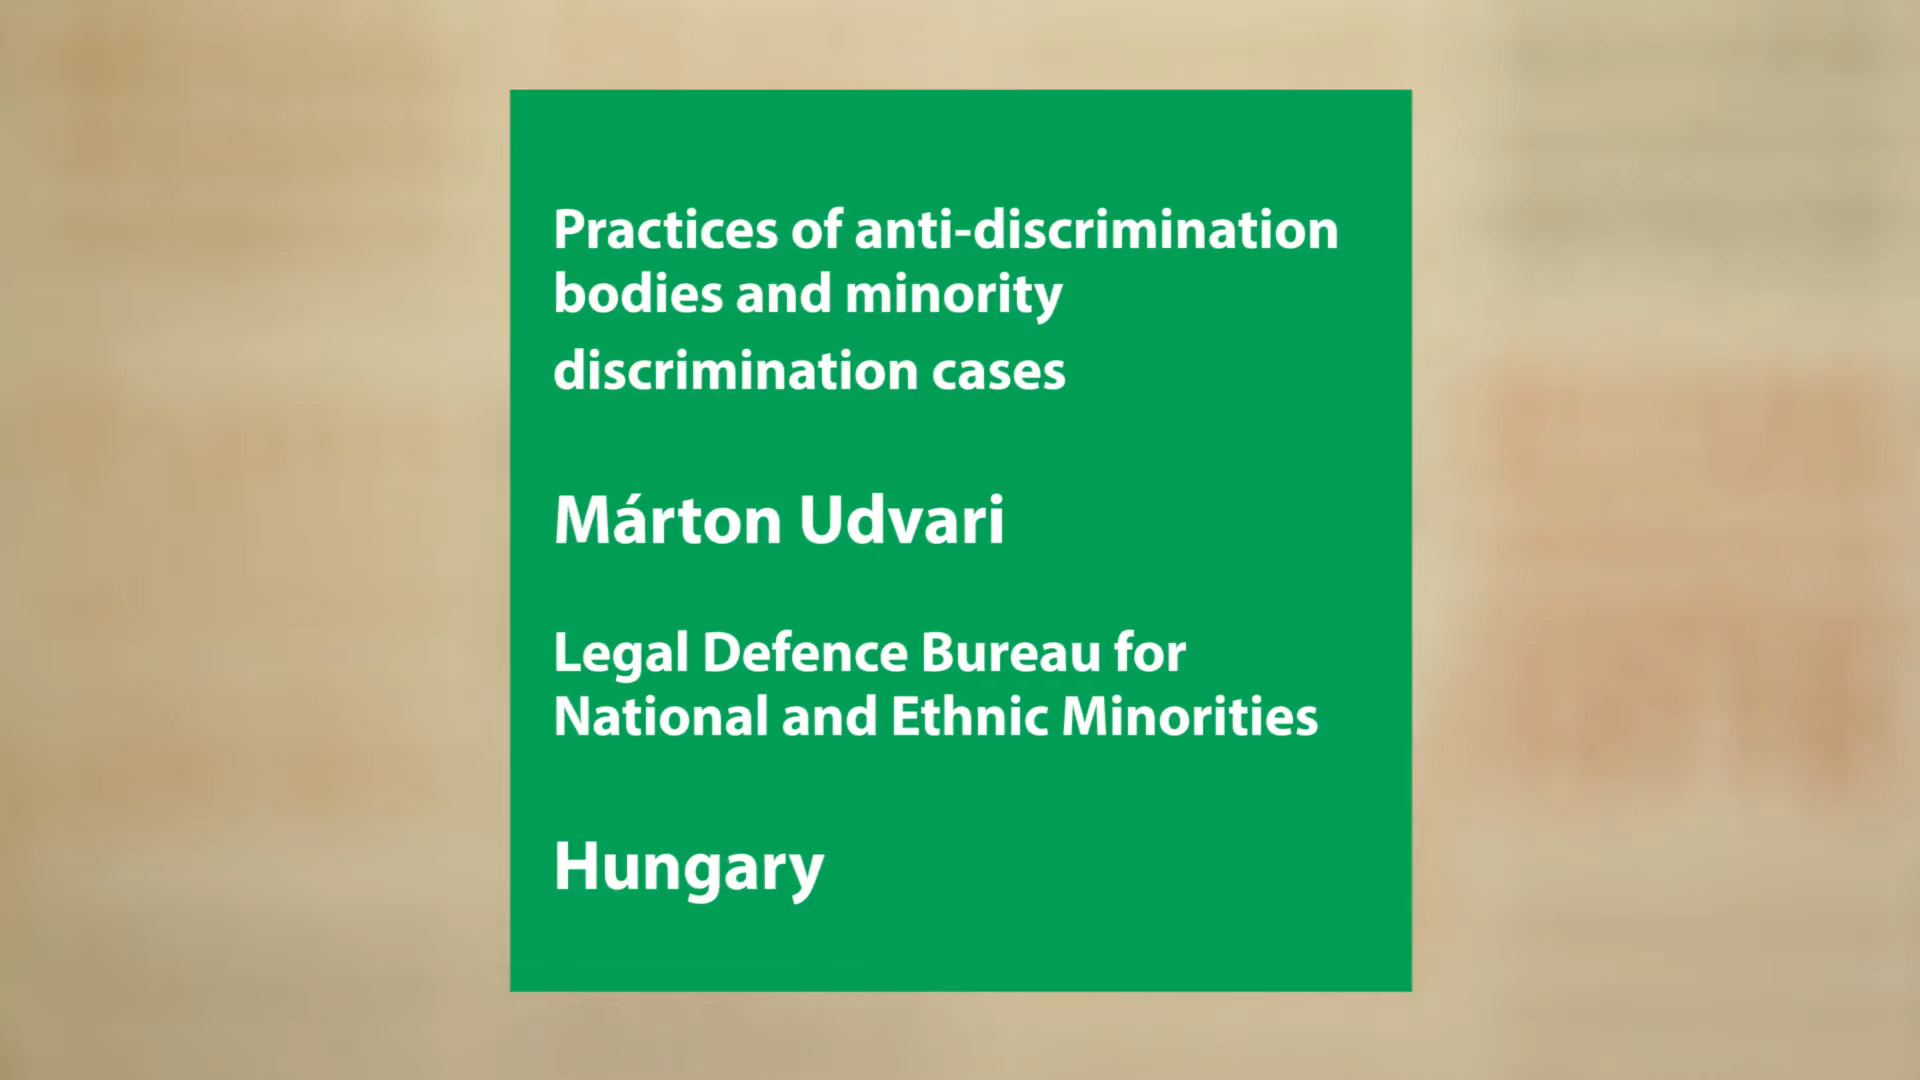 Practices of anti-discrimination
bodies and minority
discrimination cases
Márton Udvari
Legal Defence Bureau for
National and Ethnic Minorities
Hungary